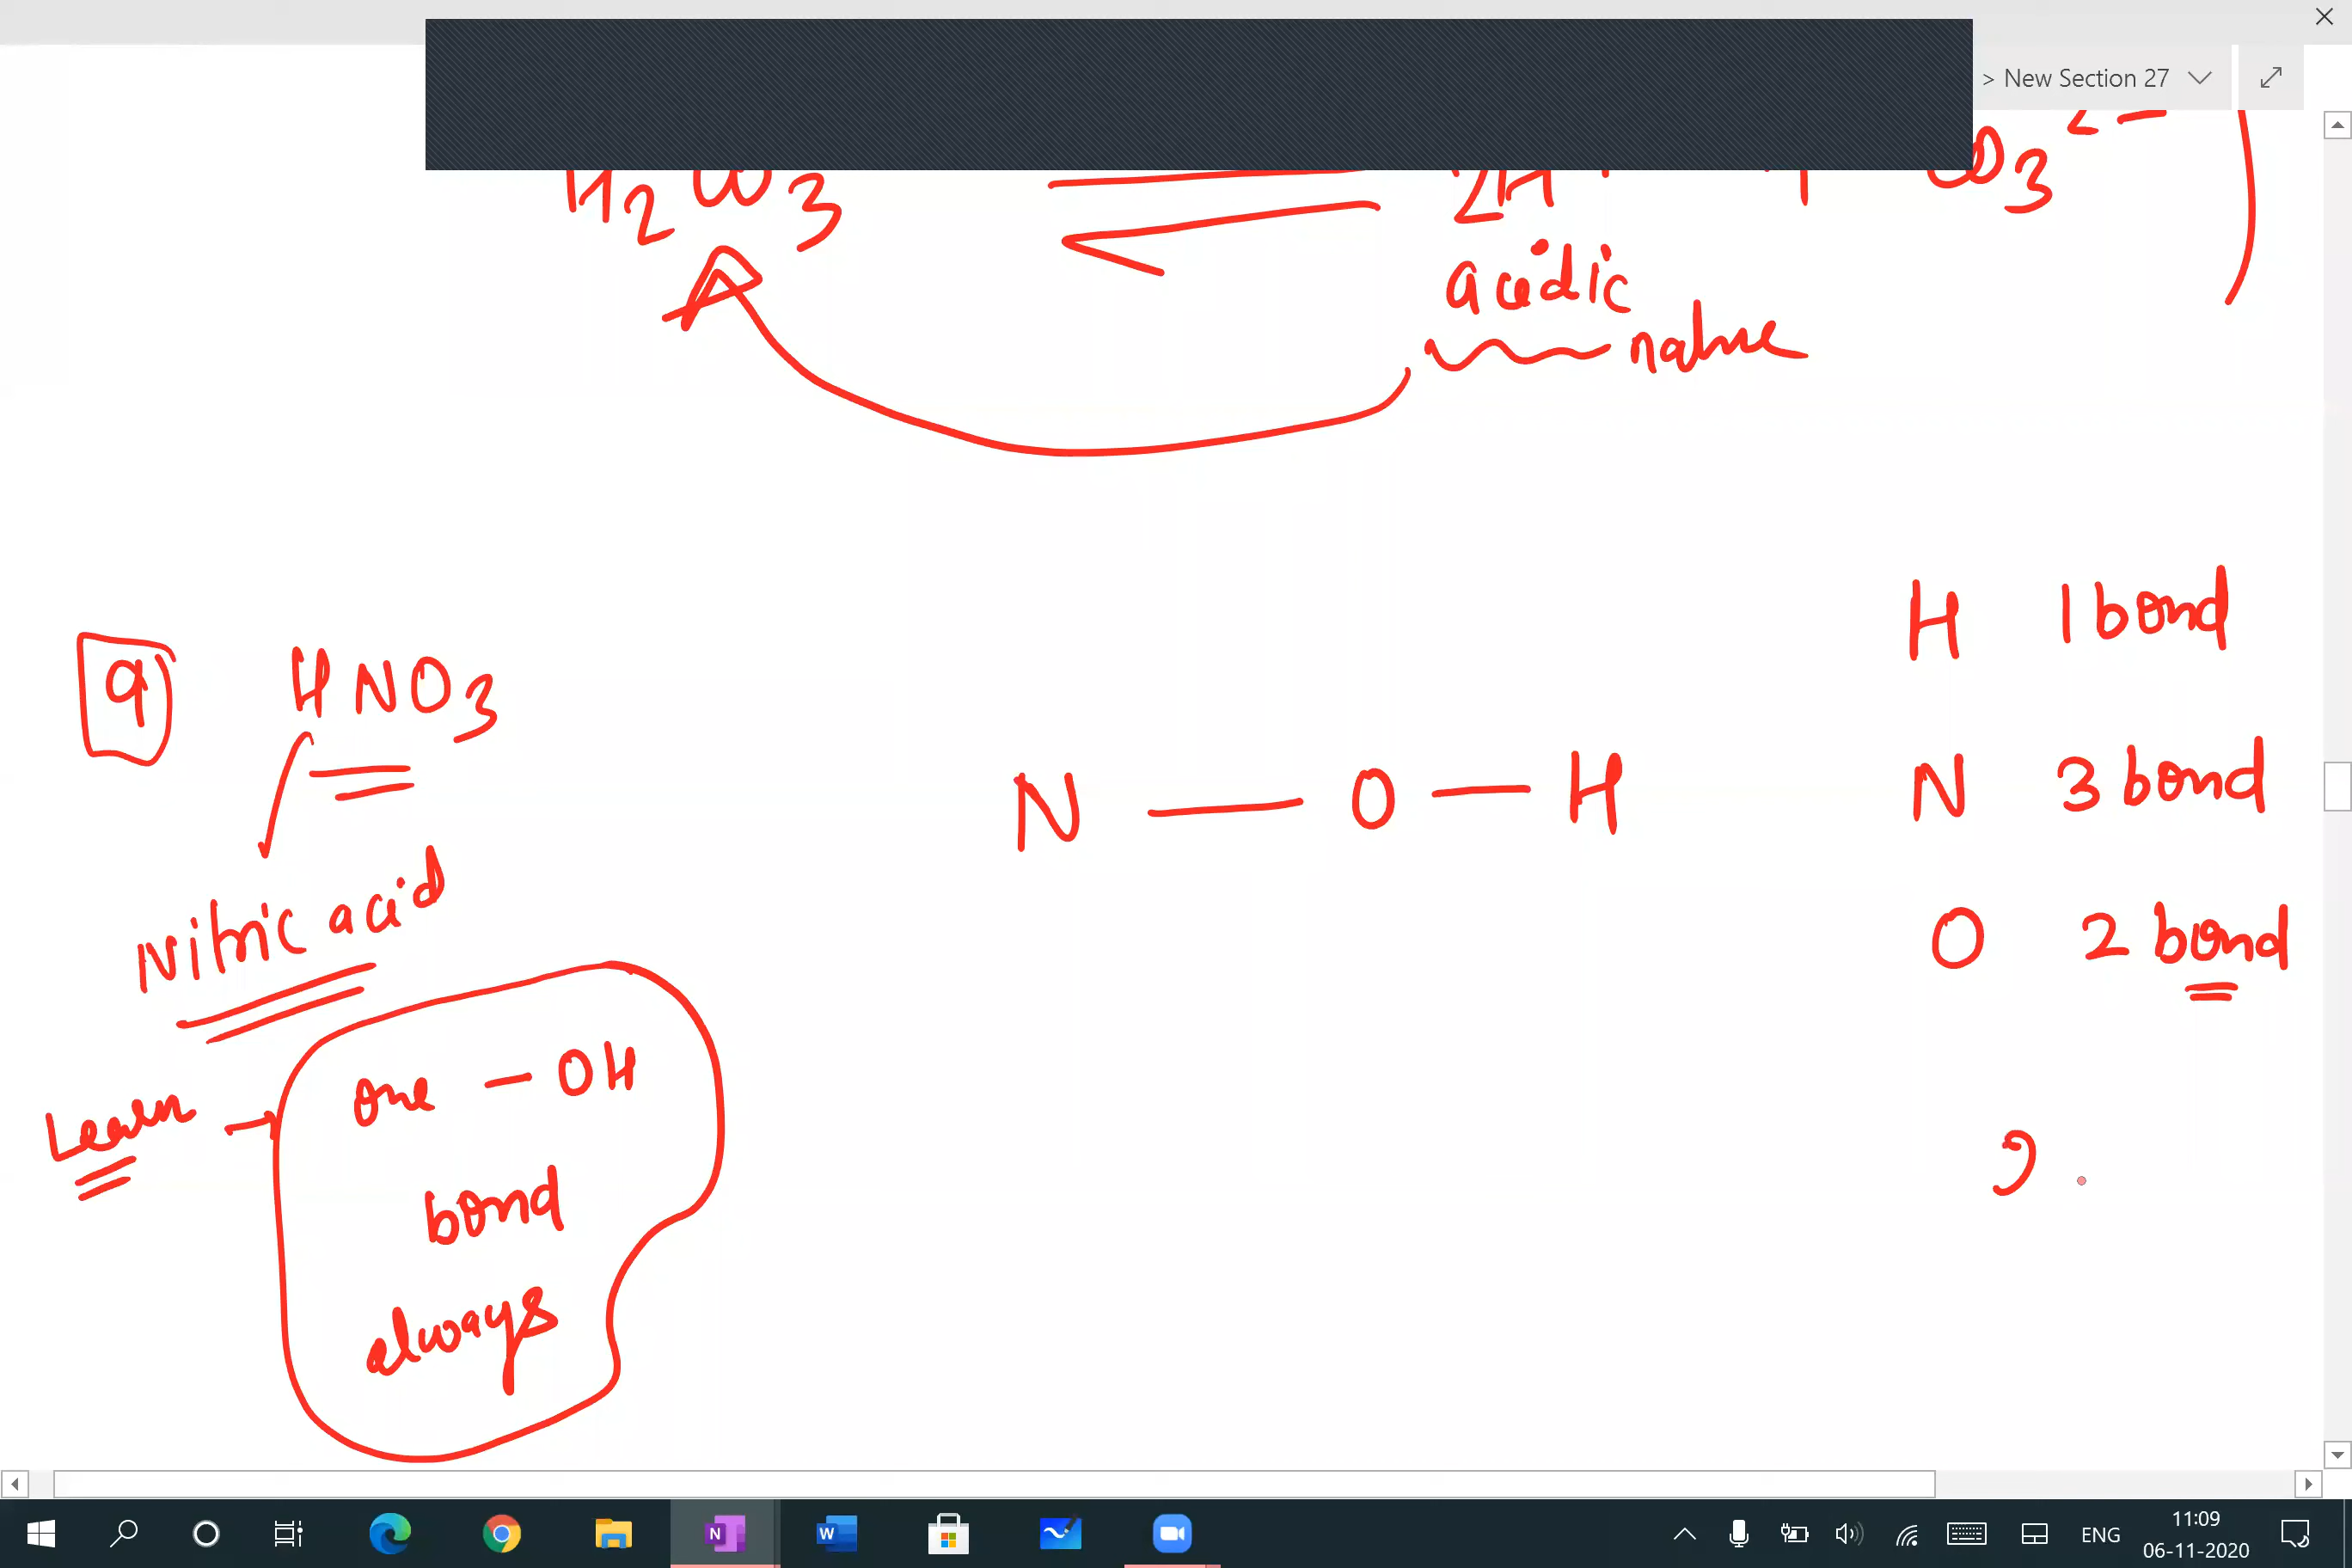 > New Section 27
H2CO3 2H+ + CO3 2-
acidic
nature
9 HNO3
H 1 bond
N — O — H
N 3 bond
Nitric acid
O 2 bond
Learn → one — OH
bond
always
ENG
11:09
06-11-2020